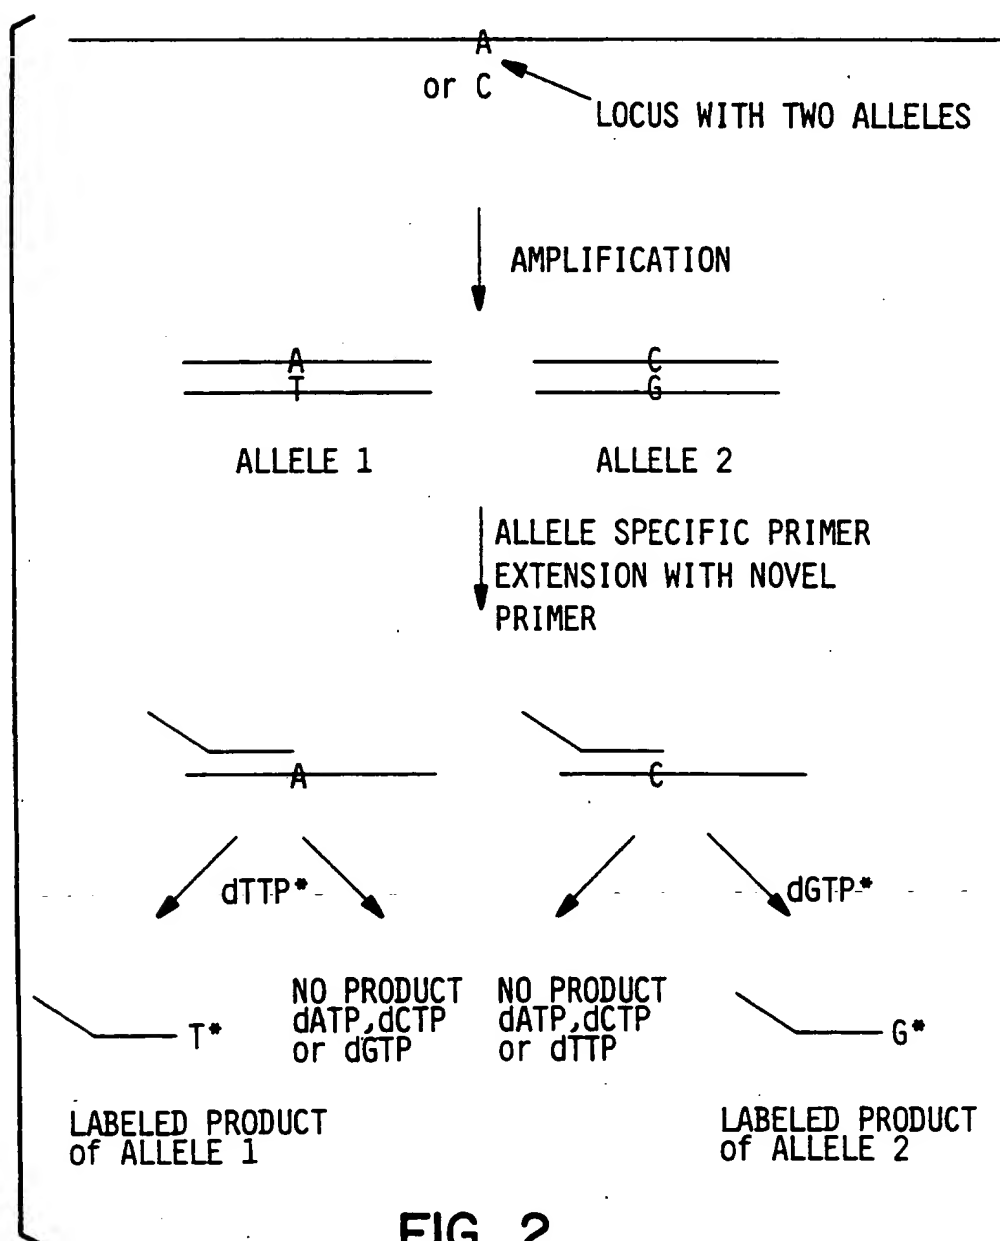 A
or C
LOCUS WITH TWO ALLELES
AMPLIFICATION
A C
T G
ALLELE 1 ALLELE 2
ALLELE SPECIFIC PRIMER
EXTENSION WITH NOVEL
PRIMER
A C
dTTP* dGTP*
NO PRODUCT NO PRODUCT
dATP,dCTP dATP,dCTP
or dGTP or dTTP
T* G*
LABELED PRODUCT LABELED PRODUCT
of ALLELE 1 of ALLELE 2
FIG. 2